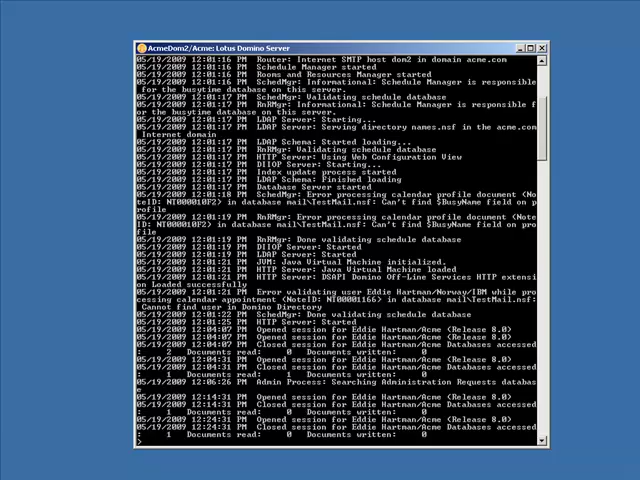 AcmeDom2/Acme: Lotus Domino Server
05/19/2009 12:01:16 PM  Router: Internet SMTP host dom2 in domain acme.com
05/19/2009 12:01:16 PM  Schedule Manager started
05/19/2009 12:01:16 PM  Rooms and Resources Manager started
05/19/2009 12:01:16 PM  SchedMgr: Informational: Schedule Manager is responsible
for the busytime database on this server.
05/19/2009 12:01:17 PM  SchedMgr: Validating schedule database
05/19/2009 12:01:17 PM  RnRMgr: Informational: Schedule Manager is responsible f
or the busytime database on this server.
05/19/2009 12:01:17 PM  LDAP Server: Starting...
05/19/2009 12:01:17 PM  LDAP Server: Serving directory names.nsf in the acme.com
Internet domain
05/19/2009 12:01:17 PM  LDAP Schema: Started loading...
05/19/2009 12:01:17 PM  RnRMgr: Validating schedule database
05/19/2009 12:01:17 PM  HTTP Server: Using Web Configuration View
05/19/2009 12:01:17 PM  DIIOP Server: Starting...
05/19/2009 12:01:17 PM  Index update process started
05/19/2009 12:01:17 PM  LDAP Schema: Finished loading
05/19/2009 12:01:17 PM  Database Server started
05/19/2009 12:01:18 PM  SchedMgr: Error processing calendar profile document (No
teID: NT000010F2) in database mail\TestMail.nsf: Can't find $BusyName field on p
rofile
05/19/2009 12:01:19 PM  RnRMgr: Error processing calendar profile document (Note
ID: NT000010F2) in database mail\TestMail.nsf: Can't find $BusyName field on pro
file
05/19/2009 12:01:19 PM  RnRMgr: Done validating schedule database
05/19/2009 12:01:19 PM  DIIOP Server: Started
05/19/2009 12:01:19 PM  LDAP Server: Started
05/19/2009 12:01:21 PM  JVM: Java Virtual Machine initialized.
05/19/2009 12:01:21 PM  HTTP Server: Java Virtual Machine loaded
05/19/2009 12:01:21 PM  HTTP Server: DSAPI Domino Off-Line Services HTTP extensi
on Loaded successfully
05/19/2009 12:01:21 PM  Error validating user Eddie Hartman/Norway/IBM while pro
cessing calendar appointment (NoteID: NT00001166) in database mail\TestMail.nsf:
Cannot find user in Domino Directory
05/19/2009 12:01:22 PM  SchedMgr: Done validating schedule database
05/19/2009 12:01:25 PM  HTTP Server: Started
05/19/2009 12:04:07 PM  Opened session for Eddie Hartman/Acme (Release 8.0)
05/19/2009 12:04:07 PM  Opened session for Eddie Hartman/Acme (Release 8.0)
05/19/2009 12:04:07 PM  Closed session for Eddie Hartman/Acme Databases accessed
:     2   Documents read:     0   Documents written:     0
05/19/2009 12:04:31 PM  Opened session for Eddie Hartman/Acme (Release 8.0)
05/19/2009 12:04:31 PM  Closed session for Eddie Hartman/Acme Databases accessed
:     1   Documents read:     1   Documents written:     0
05/19/2009 12:06:26 PM  Admin Process: Searching Administration Requests databas
e
05/19/2009 12:14:31 PM  Opened session for Eddie Hartman/Acme (Release 8.0)
05/19/2009 12:14:31 PM  Closed session for Eddie Hartman/Acme Databases accessed
:     1   Documents read:     0   Documents written:     0
05/19/2009 12:24:31 PM  Opened session for Eddie Hartman/Acme (Release 8.0)
05/19/2009 12:24:31 PM  Closed session for Eddie Hartman/Acme Databases accessed
:     1   Documents read:     0   Documents written:     0
>